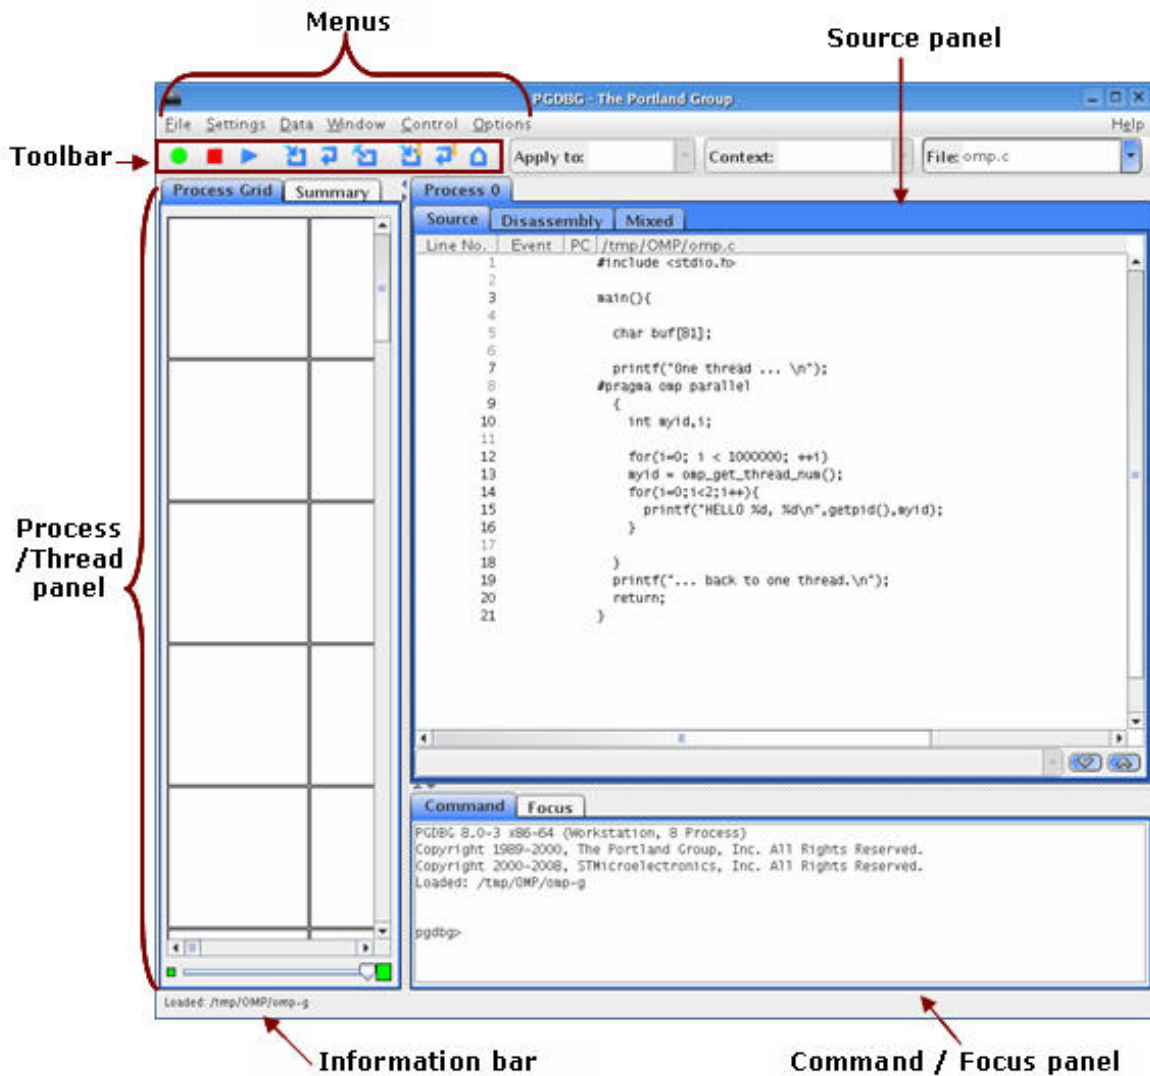 Menus
Source panel
PGDBG - The Portland Group
File Settings Data Window Control Options Help
Toolbar
Apply to: Context: File: omp.c
Process Grid Summary
Process 0
Source Disassembly Mixed
Line No. Event PC /tmp/OMP/omp.c
1 #include <stdio.h>
2
3 main(){
4
5 char buf[81];
6
7 printf("One thread ... \n");
8 #pragma omp parallel
9 {
10 int myid,i;
11
12 for(i=0; i < 1000000; ++i)
13 myid = omp_get_thread_num();
14 for(i=0;i<2;i++){
15 printf("HELLO %d, %d\n",getpid(),myid);
16 }
17
18 }
19 printf("... back to one thread.\n");
20 return;
21 }
Process
/Thread
panel
Command Focus
PGDBG 8.0-3 x86-64 (Workstation, 8 Process)
Copyright 1989-2000, The Portland Group, Inc. All Rights Reserved.
Copyright 2000-2008, STMicroelectronics, Inc. All Rights Reserved.
Loaded: /tmp/OMP/omp-g
pgdbg>
Loaded: /tmp/OMP/omp-g
Information bar
Command / Focus panel